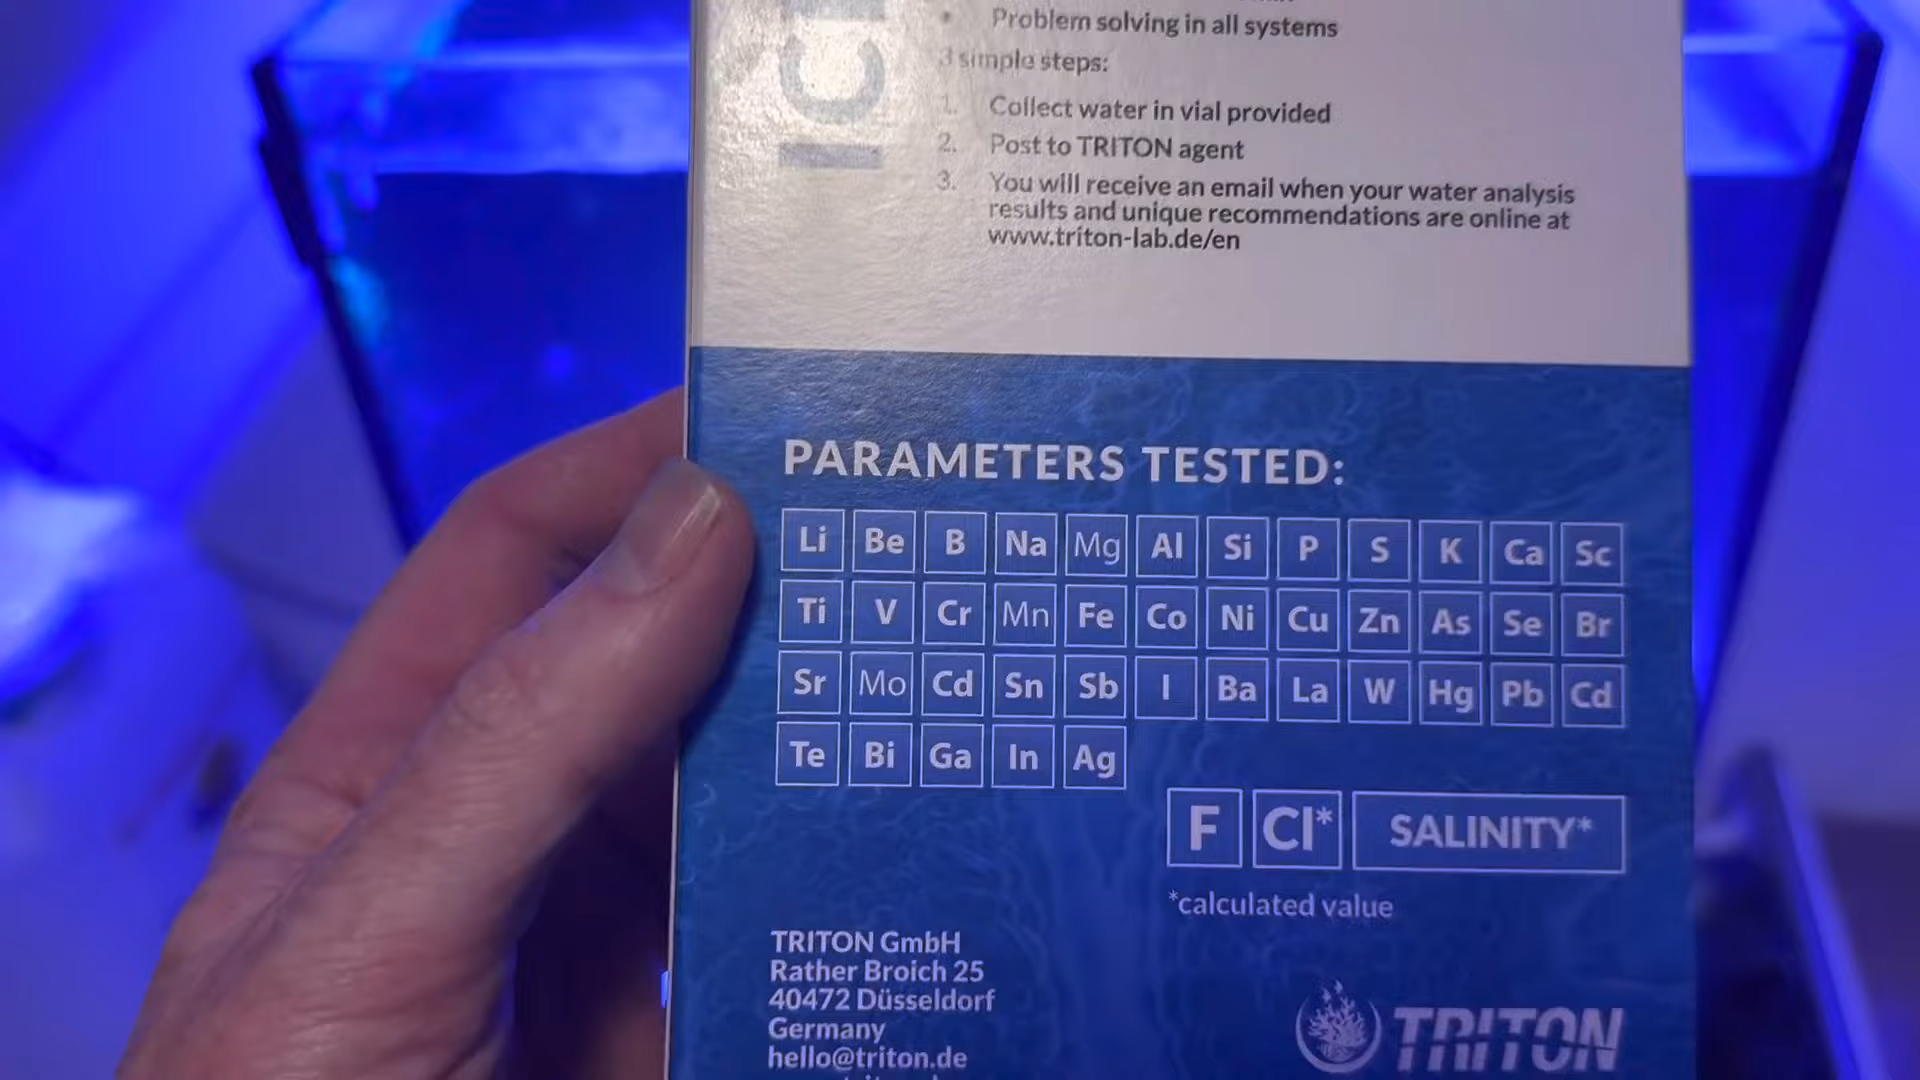 ICP
• Problem solving in all systems
3 simple steps:
1. Collect water in vial provided
2. Post to TRITON agent
3. You will receive an email when your water analysis
results and unique recommendations are online at
www.triton-lab.de/en
PARAMETERS TESTED:
Li Be B Na Mg Al Si P S K Ca Sc
Ti V Cr Mn Fe Co Ni Cu Zn As Se Br
Sr Mo Cd Sn Sb I Ba La W Hg Pb Cd
Te Bi Ga In Ag
F Cl* SALINITY*
*calculated value
TRITON GmbH
Rather Broich 25
40472 Düsseldorf
Germany
hello@triton.de
TRITON